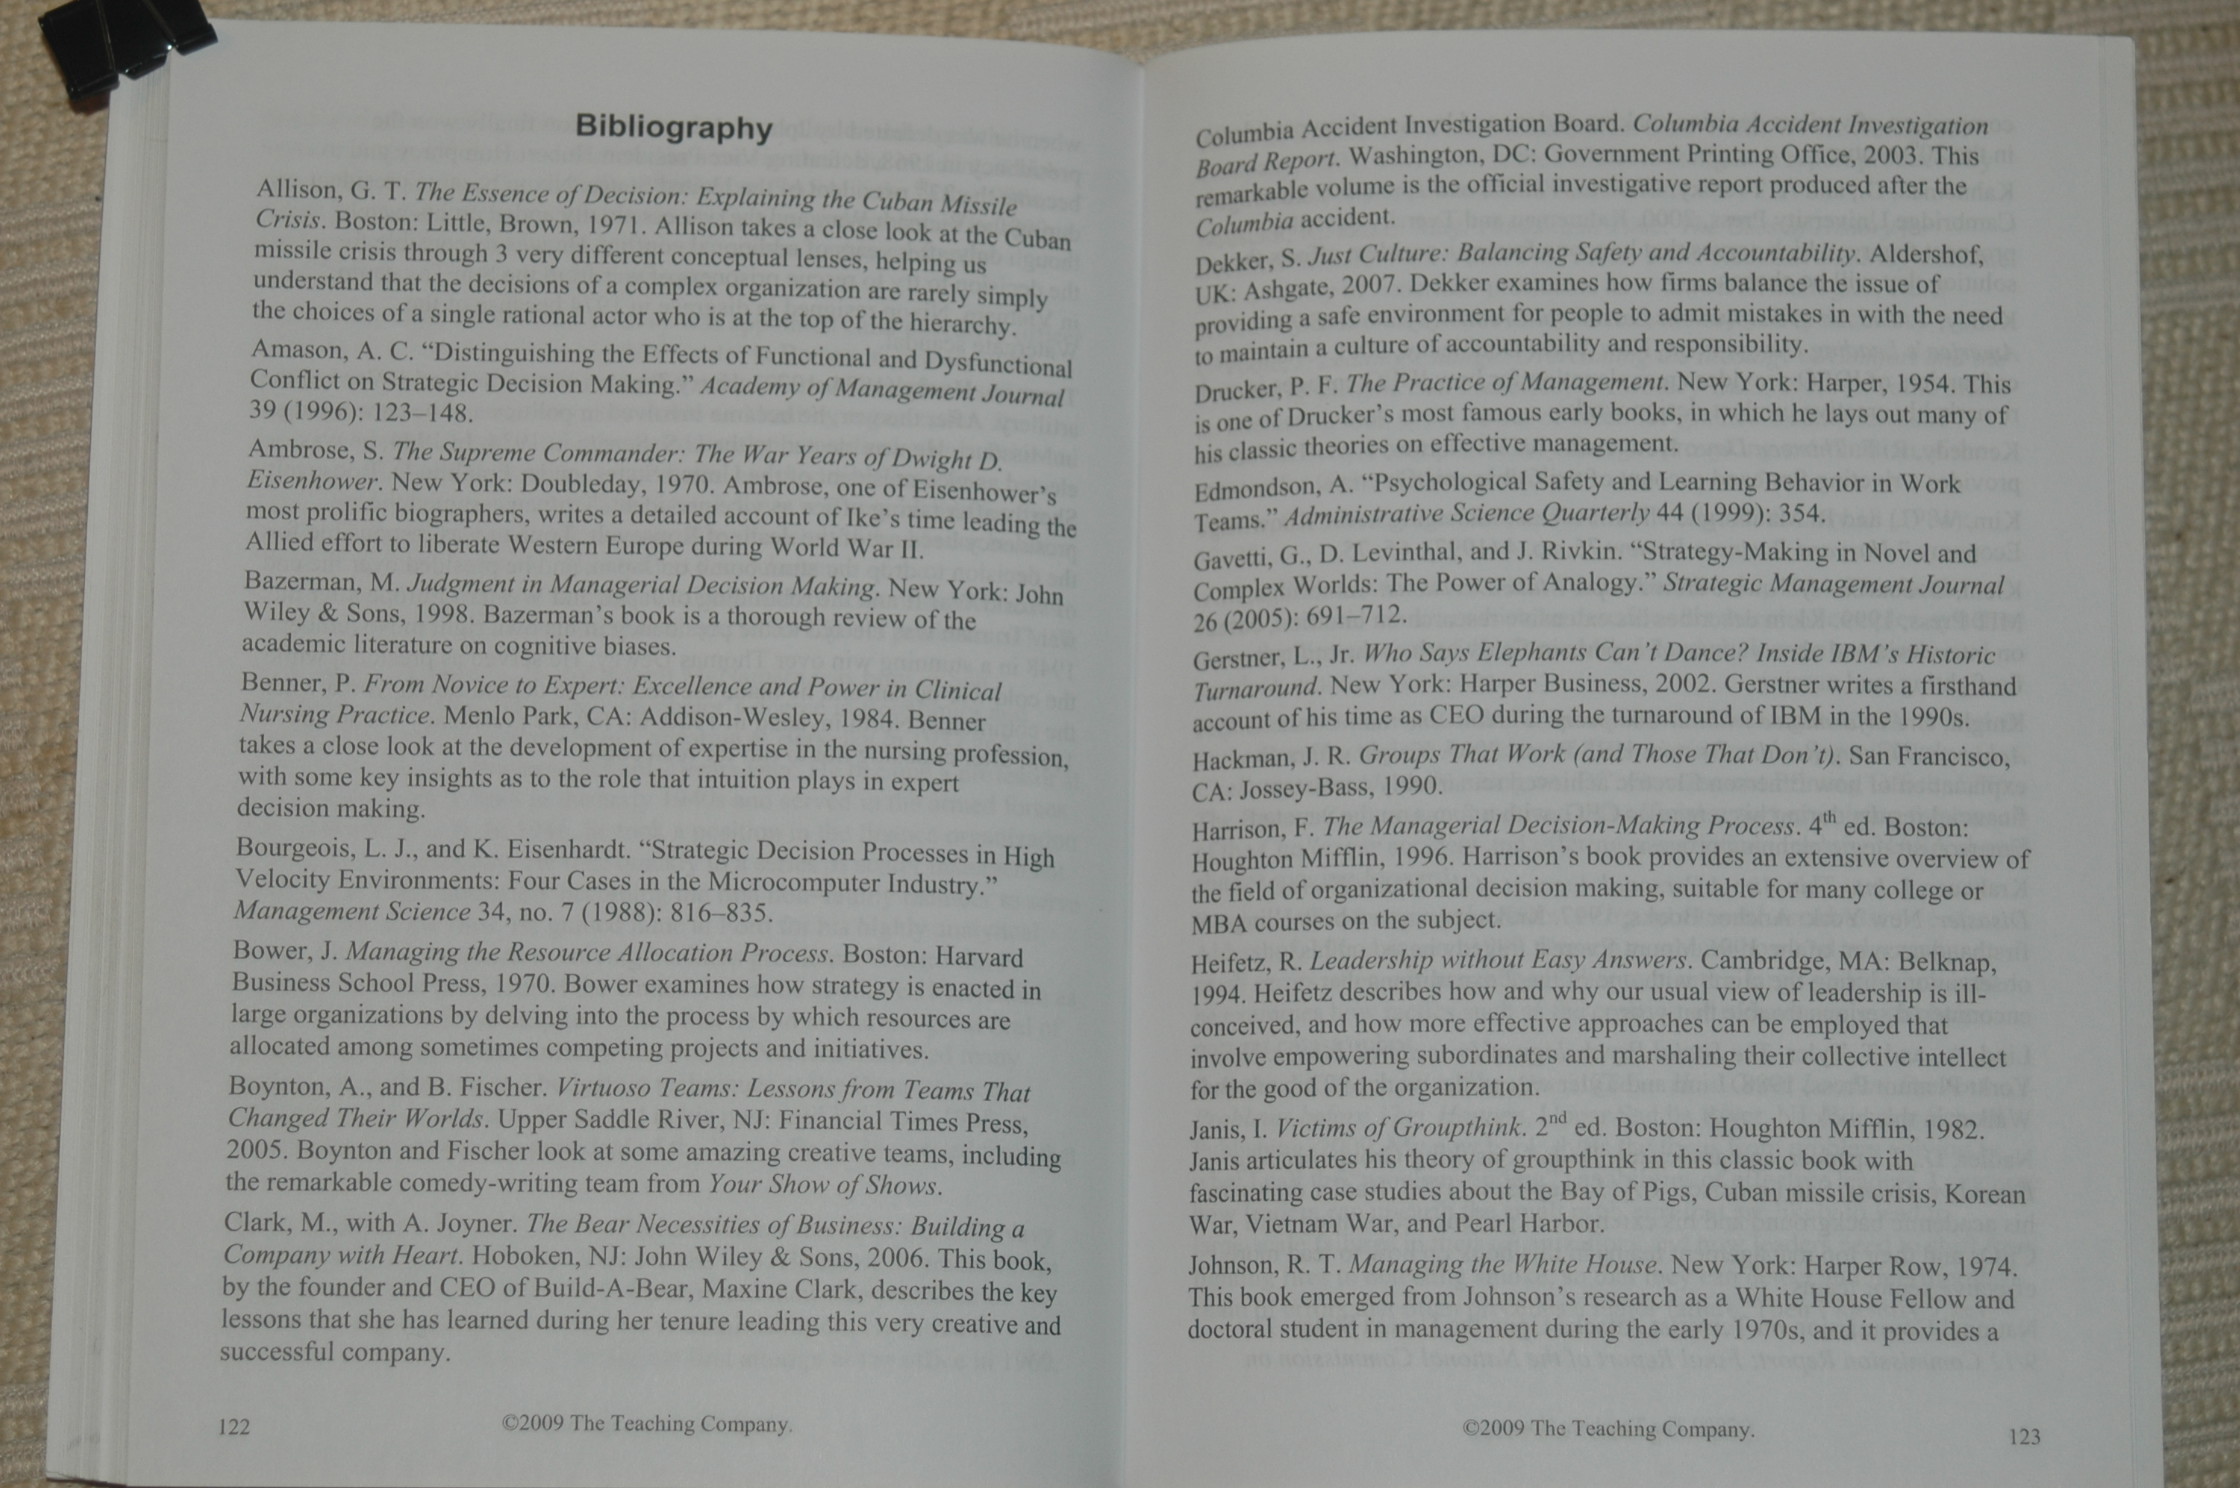 Bibliography
Allison, G. T. The Essence of Decision: Explaining the Cuban Missile
Crisis. Boston: Little, Brown, 1971. Allison takes a close look at the Cuban
missile crisis through 3 very different conceptual lenses, helping us
understand that the decisions of a complex organization are rarely simply
the choices of a single rational actor who is at the top of the hierarchy.
Amason, A. C. “Distinguishing the Effects of Functional and Dysfunctional
Conflict on Strategic Decision Making.” Academy of Management Journal
39 (1996): 123–148.
Ambrose, S. The Supreme Commander: The War Years of Dwight D.
Eisenhower. New York: Doubleday, 1970. Ambrose, one of Eisenhower’s
most prolific biographers, writes a detailed account of Ike’s time leading the
Allied effort to liberate Western Europe during World War II.
Bazerman, M. Judgment in Managerial Decision Making. New York: John
Wiley & Sons, 1998. Bazerman’s book is a thorough review of the
academic literature on cognitive biases.
Benner, P. From Novice to Expert: Excellence and Power in Clinical
Nursing Practice. Menlo Park, CA: Addison-Wesley, 1984. Benner
takes a close look at the development of expertise in the nursing profession,
with some key insights as to the role that intuition plays in expert
decision making.
Bourgeois, L. J., and K. Eisenhardt. “Strategic Decision Processes in High
Velocity Environments: Four Cases in the Microcomputer Industry.”
Management Science 34, no. 7 (1988): 816–835.
Bower, J. Managing the Resource Allocation Process. Boston: Harvard
Business School Press, 1970. Bower examines how strategy is enacted in
large organizations by delving into the process by which resources are
allocated among sometimes competing projects and initiatives.
Boynton, A., and B. Fischer. Virtuoso Teams: Lessons from Teams That
Changed Their Worlds. Upper Saddle River, NJ: Financial Times Press,
2005. Boynton and Fischer look at some amazing creative teams, including
the remarkable comedy-writing team from Your Show of Shows.
Clark, M., with A. Joyner. The Bear Necessities of Business: Building a
Company with Heart. Hoboken, NJ: John Wiley & Sons, 2006. This book,
by the founder and CEO of Build-A-Bear, Maxine Clark, describes the key
lessons that she has learned during her tenure leading this very creative and
successful company.
122
©2009 The Teaching Company.
Columbia Accident Investigation Board. Columbia Accident Investigation
Board Report. Washington, DC: Government Printing Office, 2003. This
remarkable volume is the official investigative report produced after the
Columbia accident.
Dekker, S. Just Culture: Balancing Safety and Accountability. Aldershof,
UK: Ashgate, 2007. Dekker examines how firms balance the issue of
providing a safe environment for people to admit mistakes in with the need
to maintain a culture of accountability and responsibility.
Drucker, P. F. The Practice of Management. New York: Harper, 1954. This
is one of Drucker’s most famous early books, in which he lays out many of
his classic theories on effective management.
Edmondson, A. “Psychological Safety and Learning Behavior in Work
Teams.” Administrative Science Quarterly 44 (1999): 354.
Gavetti, G., D. Levinthal, and J. Rivkin. “Strategy-Making in Novel and
Complex Worlds: The Power of Analogy.” Strategic Management Journal
26 (2005): 691–712.
Gerstner, L., Jr. Who Says Elephants Can’t Dance? Inside IBM’s Historic
Turnaround. New York: Harper Business, 2002. Gerstner writes a firsthand
account of his time as CEO during the turnaround of IBM in the 1990s.
Hackman, J. R. Groups That Work (and Those That Don’t). San Francisco,
CA: Jossey-Bass, 1990.
Harrison, F. The Managerial Decision-Making Process. 4th ed. Boston:
Houghton Mifflin, 1996. Harrison’s book provides an extensive overview of
the field of organizational decision making, suitable for many college or
MBA courses on the subject.
Heifetz, R. Leadership without Easy Answers. Cambridge, MA: Belknap,
1994. Heifetz describes how and why our usual view of leadership is ill-
conceived, and how more effective approaches can be employed that
involve empowering subordinates and marshaling their collective intellect
for the good of the organization.
Janis, I. Victims of Groupthink. 2nd ed. Boston: Houghton Mifflin, 1982.
Janis articulates his theory of groupthink in this classic book with
fascinating case studies about the Bay of Pigs, Cuban missile crisis, Korean
War, Vietnam War, and Pearl Harbor.
Johnson, R. T. Managing the White House. New York: Harper Row, 1974.
This book emerged from Johnson’s research as a White House Fellow and
doctoral student in management during the early 1970s, and it provides a
©2009 The Teaching Company.
123